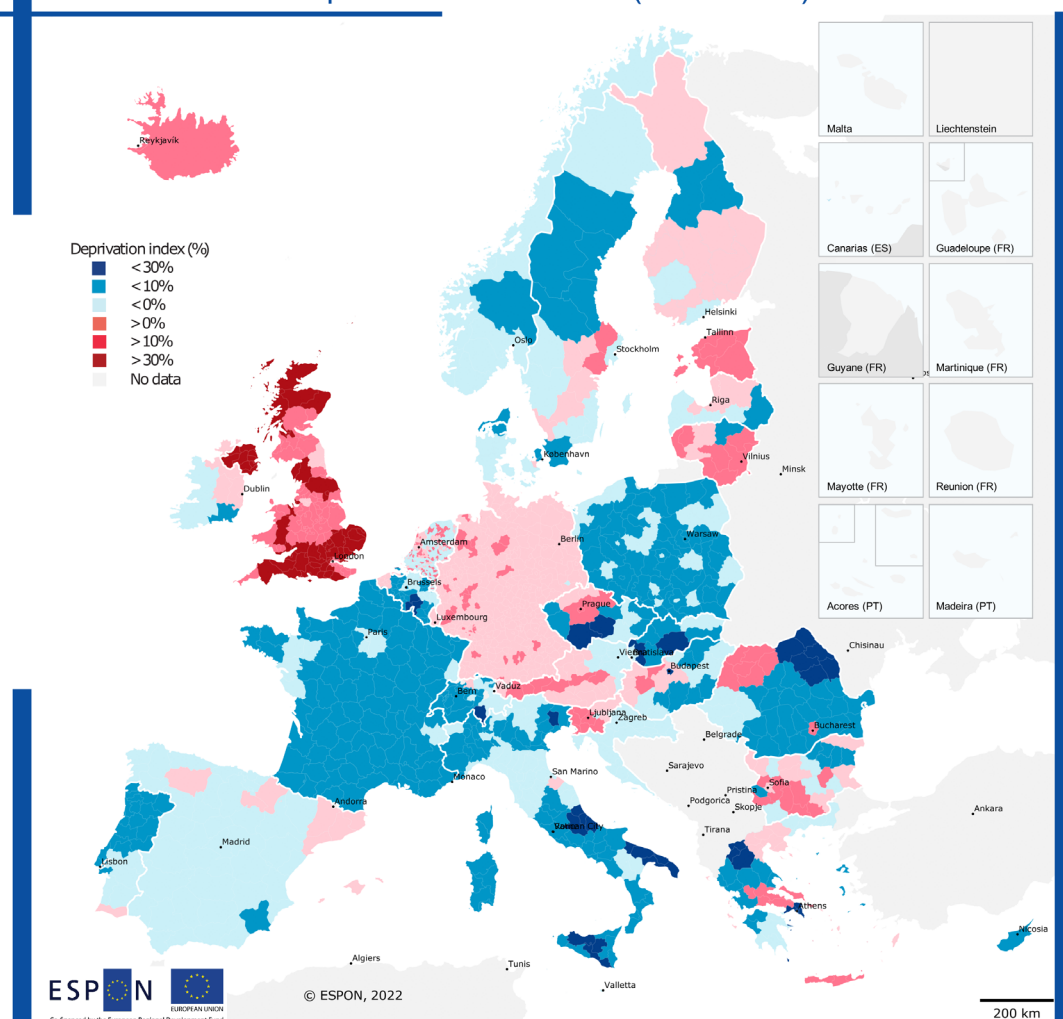 Reykjavík
Deprivation index (%)
<30%
<10%
<0%
>0%
>10%
>30%
No data
Malta
Liechtenstein
Canarias (ES)
Guadeloupe (FR)
Guyane (FR)
Martinique (FR)
Mayotte (FR)
Reunion (FR)
Acores (PT)
Madeira (PT)
Helsinki
Tallinn
Oslo
Stockholm
Riga
København
Vilnius
Minsk
Dublin
Amsterdam
Berlin
Warsaw
London
Brussels
Prague
Luxembourg
Paris
Chisinau
Budapest
Bern
Vaduz
Ljubljana
Zagreb
Bucharest
Belgrade
San Marino
Sarajevo
Monaco
Sofia
Pristina
Andorra
Podgorica
Skopje
Ankara
Tirana
Madrid
Lisbon
Athens
Nicosia
Algiers
Tunis
Valletta
ESPON
EUROPEAN UNION
© ESPON, 2022
200 km